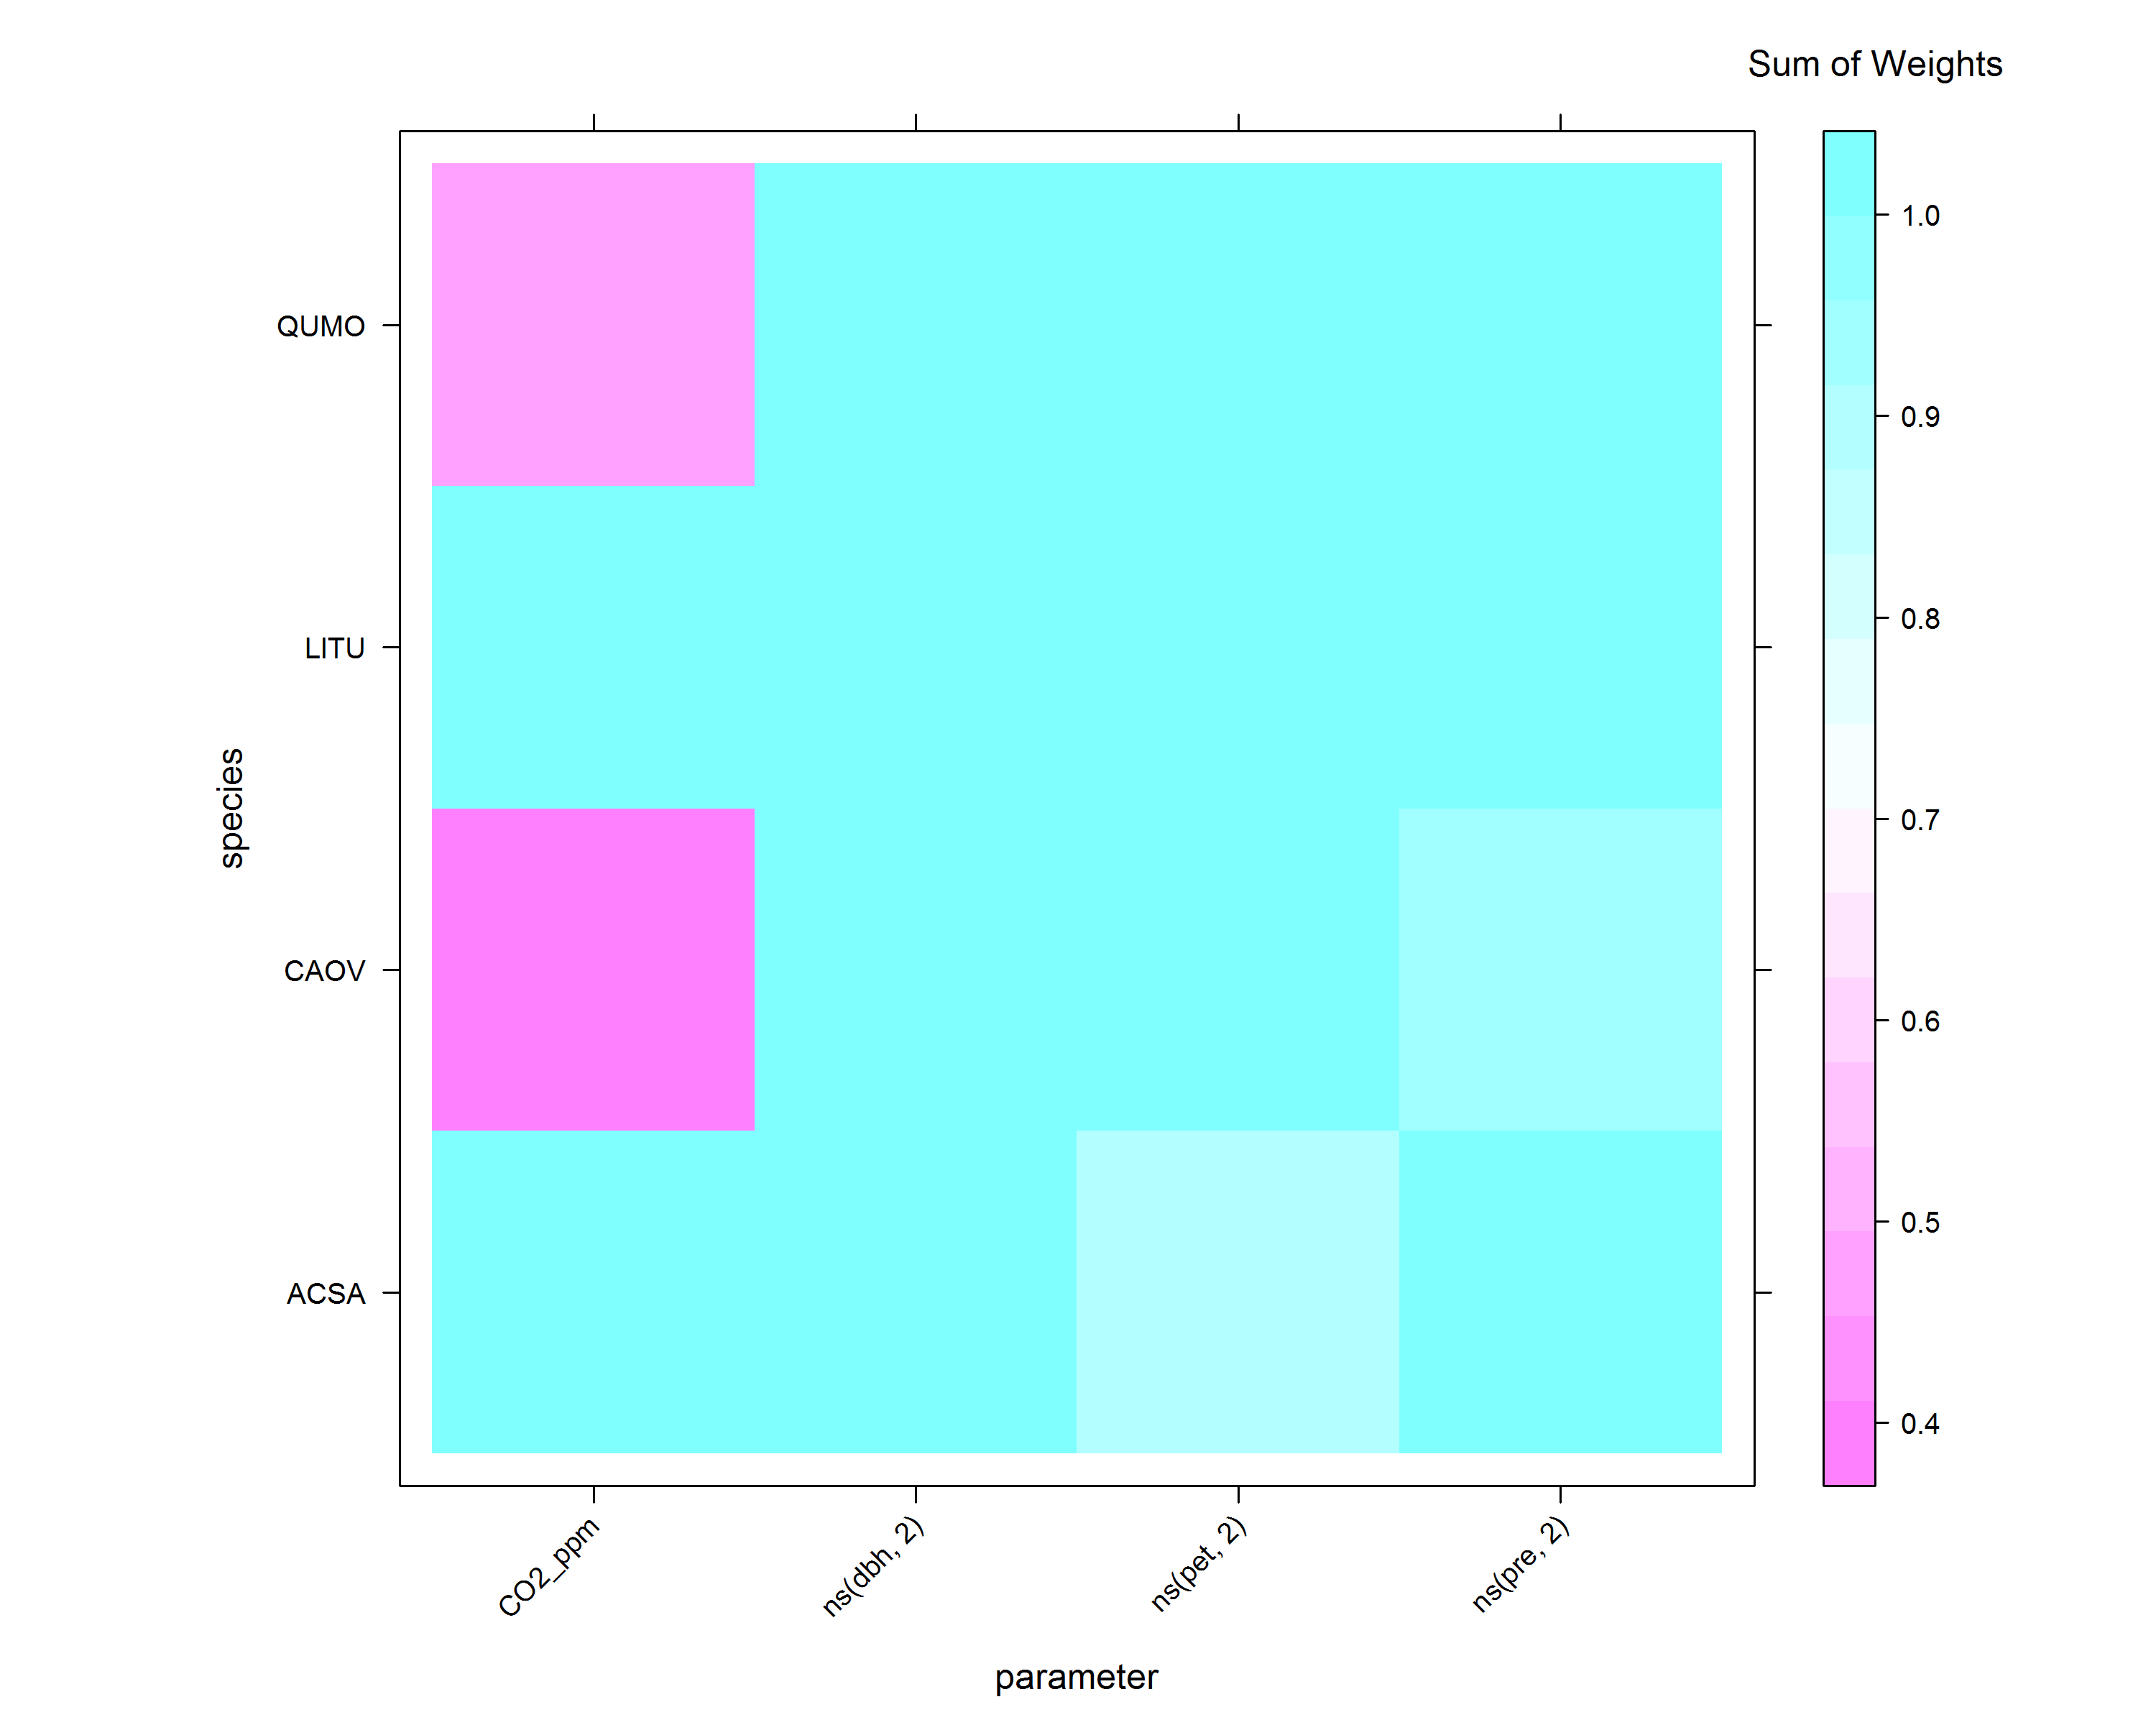 Sum of Weights
1.0
0.9
0.8
0.7
0.6
0.5
0.4
species
QUMO
LITU
CAOV
ACSA
CO2_ppm
ns(dbh, 2)
ns(pet, 2)
ns(pre, 2)
parameter